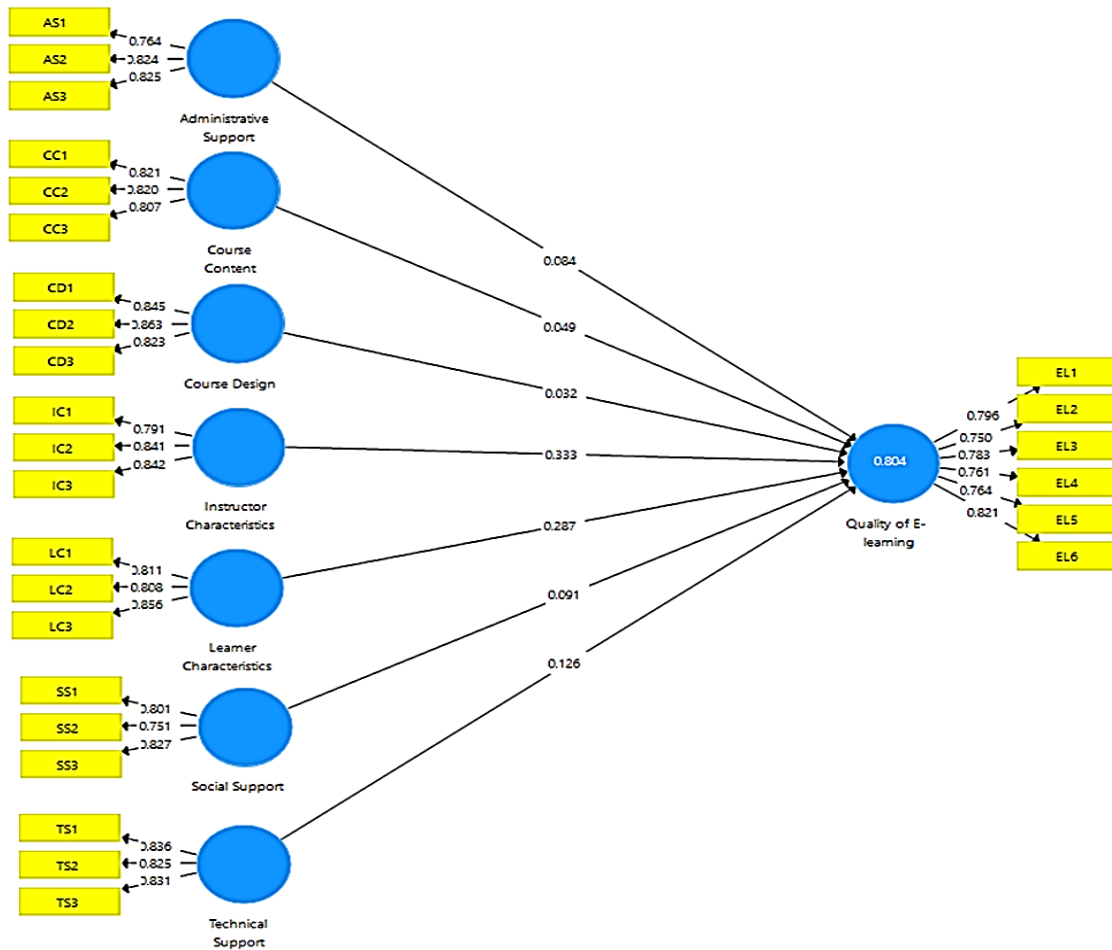 AS1
0.764
AS2
0.824
AS3
0.825
Administrative
Support
CC1
0.821
CC2
0.820
CC3
0.807
Course
Content
CD1
0.845
CD2
0.863
CD3
0.823
Course Design
IC1
0.791
IC2
0.841
IC3
0.842
Instructor
Characteristics
LC1
0.811
LC2
0.808
LC3
0.856
Learner
Characteristics
SS1
0.801
SS2
0.751
SS3
0.827
Social Support
TS1
0.836
TS2
0.825
TS3
0.831
Technical
Support
0.084
0.049
0.032
0.333
0.287
0.091
0.126
0.804
Quality of E-
learning
EL1
0.796
EL2
0.750
EL3
0.783
EL4
0.761
EL5
0.764
EL6
0.821